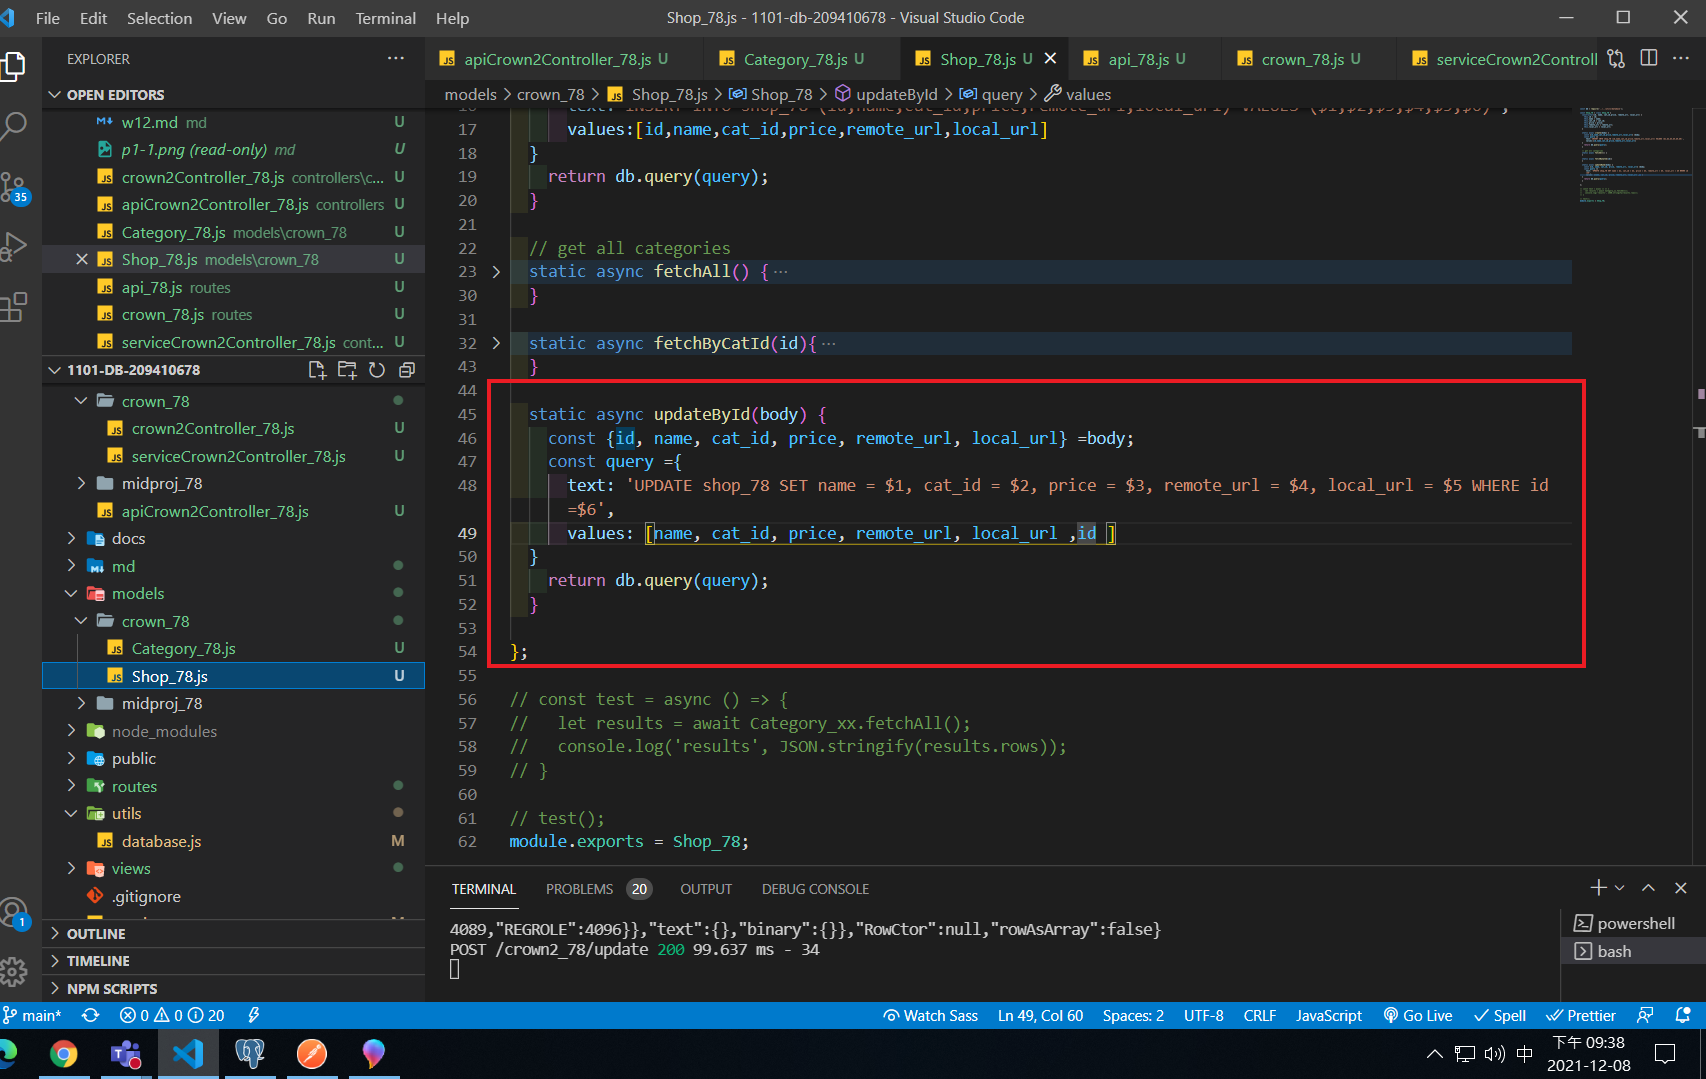 File Edit Selection View Go Run Terminal Help
Shop_78.js - 1101-db-209410678 - Visual Studio Code
EXPLORER
OPEN EDITORS
w12.md md U
p1-1.png (read-only) md U
crown2Controller_78.js controllers\c... U
apiCrown2Controller_78.js controllers U
Category_78.js models\crown_78 U
Shop_78.js models\crown_78 U
api_78.js routes U
crown_78.js routes U
serviceCrown2Controller_78.js cont... U
1101-DB-209410678
crown_78
crown2Controller_78.js U
serviceCrown2Controller_78.js U
midproj_78
apiCrown2Controller_78.js U
docs
md
models
crown_78
Category_78.js U
Shop_78.js U
midproj_78
node_modules
public
routes
utils
database.js M
views
.gitignore
OUTLINE
TIMELINE
NPM SCRIPTS
35
1
apiCrown2Controller_78.js U
Category_78.js U
Shop_78.js U
api_78.js U
crown_78.js U
serviceCrown2Controll
models > crown_78 > Shop_78.js > Shop_78 > updateById > query > values
17 values:[id,name,cat_id,price,remote_url,local_url]
18 }
19 return db.query(query);
20 }
21
22 // get all categories
23 static async fetchAll() { ···
30 }
31
32 static async fetchByCatId(id){ ···
43 }
44
45 static async updateById(body) {
46 const {id, name, cat_id, price, remote_url, local_url} =body;
47 const query ={
48 text: 'UPDATE shop_78 SET name = $1, cat_id = $2, price = $3, remote_url = $4, local_url = $5 WHERE id
=$6',
49 values: [name, cat_id, price, remote_url, local_url ,id ]
50 }
51 return db.query(query);
52 }
53
54 };
55
56 // const test = async () => {
57 // let results = await Category_xx.fetchAll();
58 // console.log('results', JSON.stringify(results.rows));
59 // }
60
61 // test();
62 module.exports = Shop_78;
TERMINAL PROBLEMS 20 OUTPUT DEBUG CONSOLE
4089,"REGROLE":4096}},"text":{},"binary":{}},"RowCtor":null,"rowAsArray":false}
POST /crown2_78/update 200 99.637 ms - 34
powershell
bash
main* 0 0 20 Watch Sass Ln 49, Col 60 Spaces: 2 UTF-8 CRLF JavaScript Go Live Spell Prettier
中
下午 09:38
2021-12-08